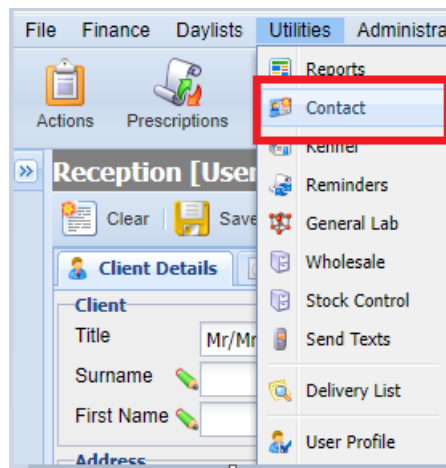 File Finance Daylists Utilities Administra
Actions Prescriptions
Reports
Contact
Kennel
Reminders
General Lab
Wholesale
Stock Control
Send Texts
Delivery List
User Profile
Reception [User
Clear Save
Client Details
Client
Title Mr/Mr
Surname
First Name
Address